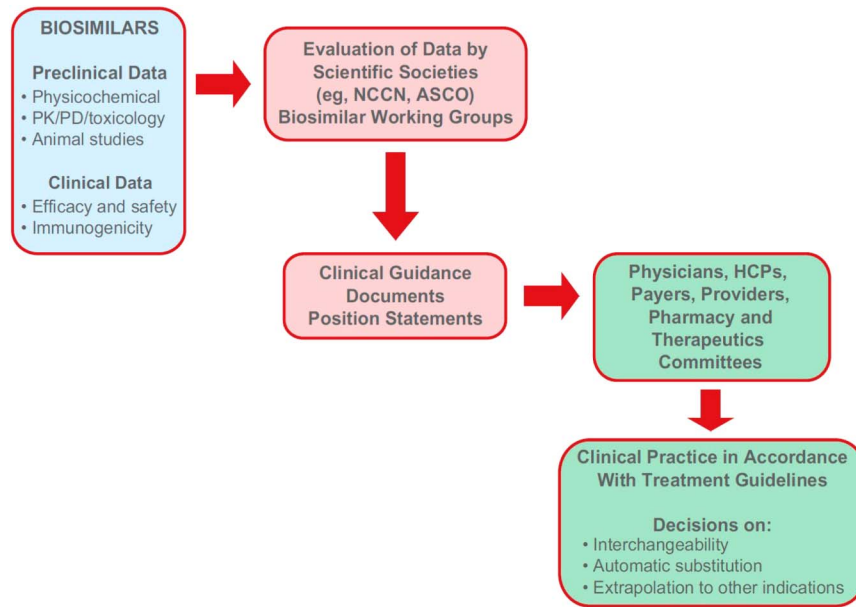 BIOSIMILARS
Preclinical Data
• Physicochemical
• PK/PD/toxicology
• Animal studies
Clinical Data
• Efficacy and safety
• Immunogenicity
Evaluation of Data by
Scientific Societies
(eg, NCCN, ASCO)
Biosimilar Working Groups
Clinical Guidance
Documents
Position Statements
Physicians, HCPs,
Payers, Providers,
Pharmacy and
Therapeutics
Committees
Clinical Practice in Accordance
With Treatment Guidelines
Decisions on:
• Interchangeability
• Automatic substitution
• Extrapolation to other indications